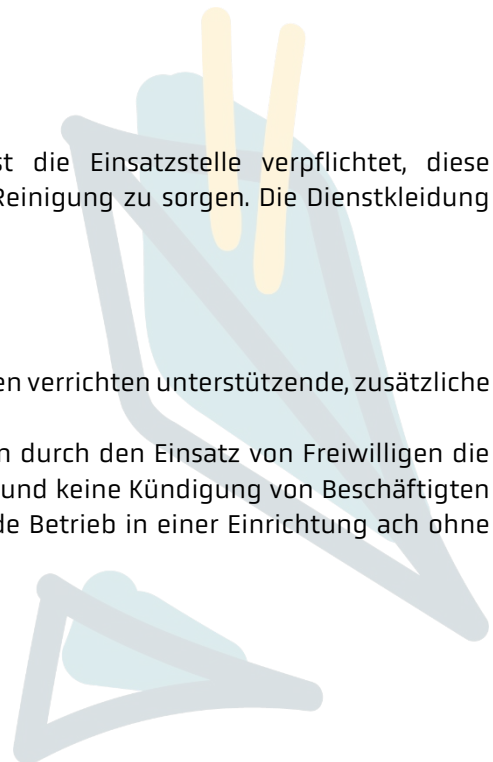 st die Einsatzstelle verpflichtet, diese
Reinigung zu sorgen. Die Dienstkleidung
en verrichten unterstützende, zusätzliche
n durch den Einsatz von Freiwilligen die
und keine Kündigung von Beschäftigten
de Betrieb in einer Einrichtung ach ohne